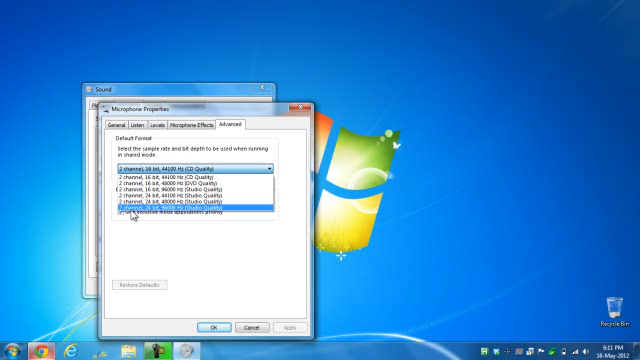 Sound
Microphone Properties
General
Listen
Levels
Microphone Effects
Advanced
Default Format
Select the sample rate and bit depth to be used when running
in shared mode.
2 channel, 16 bit, 44100 Hz (CD Quality)
2 channel, 16 bit, 44100 Hz (CD Quality)
2 channel, 16 bit, 48000 Hz (DVD Quality)
2 channel, 16 bit, 96000 Hz (Studio Quality)
2 channel, 24 bit, 44100 Hz (Studio Quality)
2 channel, 24 bit, 48000 Hz (Studio Quality)
2 channel, 24 bit, 96000 Hz (Studio Quality)
exclusive mode applications priority
Restore Defaults
OK
Cancel
Apply
Recycle Bin
6:11 PM
16-May-2012